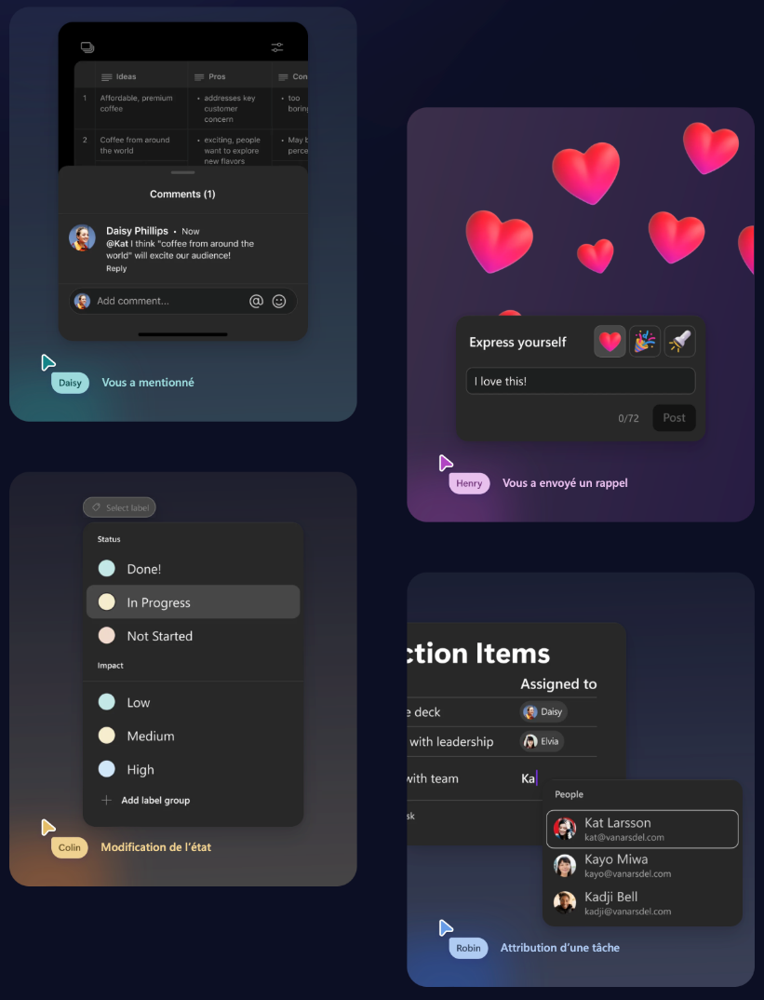 Ideas
Pros
Con
1
Affordable, premium
coffee
• addresses key
customer
concern
• too
boring
2
Coffee from around
the world
• exciting, people
want to explore
new flavors
• May b
perce
Comments (1)
Daisy Phillips • Now
@Kat I think "coffee from around the
world" will excite our audience!
Reply
Add comment...
Daisy
Vous a mentionné
Express yourself
I love this!
0/72
Post
Henry
Vous a envoyé un rappel
Select label
Status
Done!
In Progress
Not Started
Impact
Low
Medium
High
Add label group
Colin
Modification de l'état
ction Items
Assigned to
e deck
Daisy
with leadership
Elvia
with team
Ka
sk
People
Kat Larsson
kat@vanarsdel.com
Kayo Miwa
kayo@vanarsdel.com
Kadji Bell
kadji@vanarsdel.com
Robin
Attribution d'une tâche